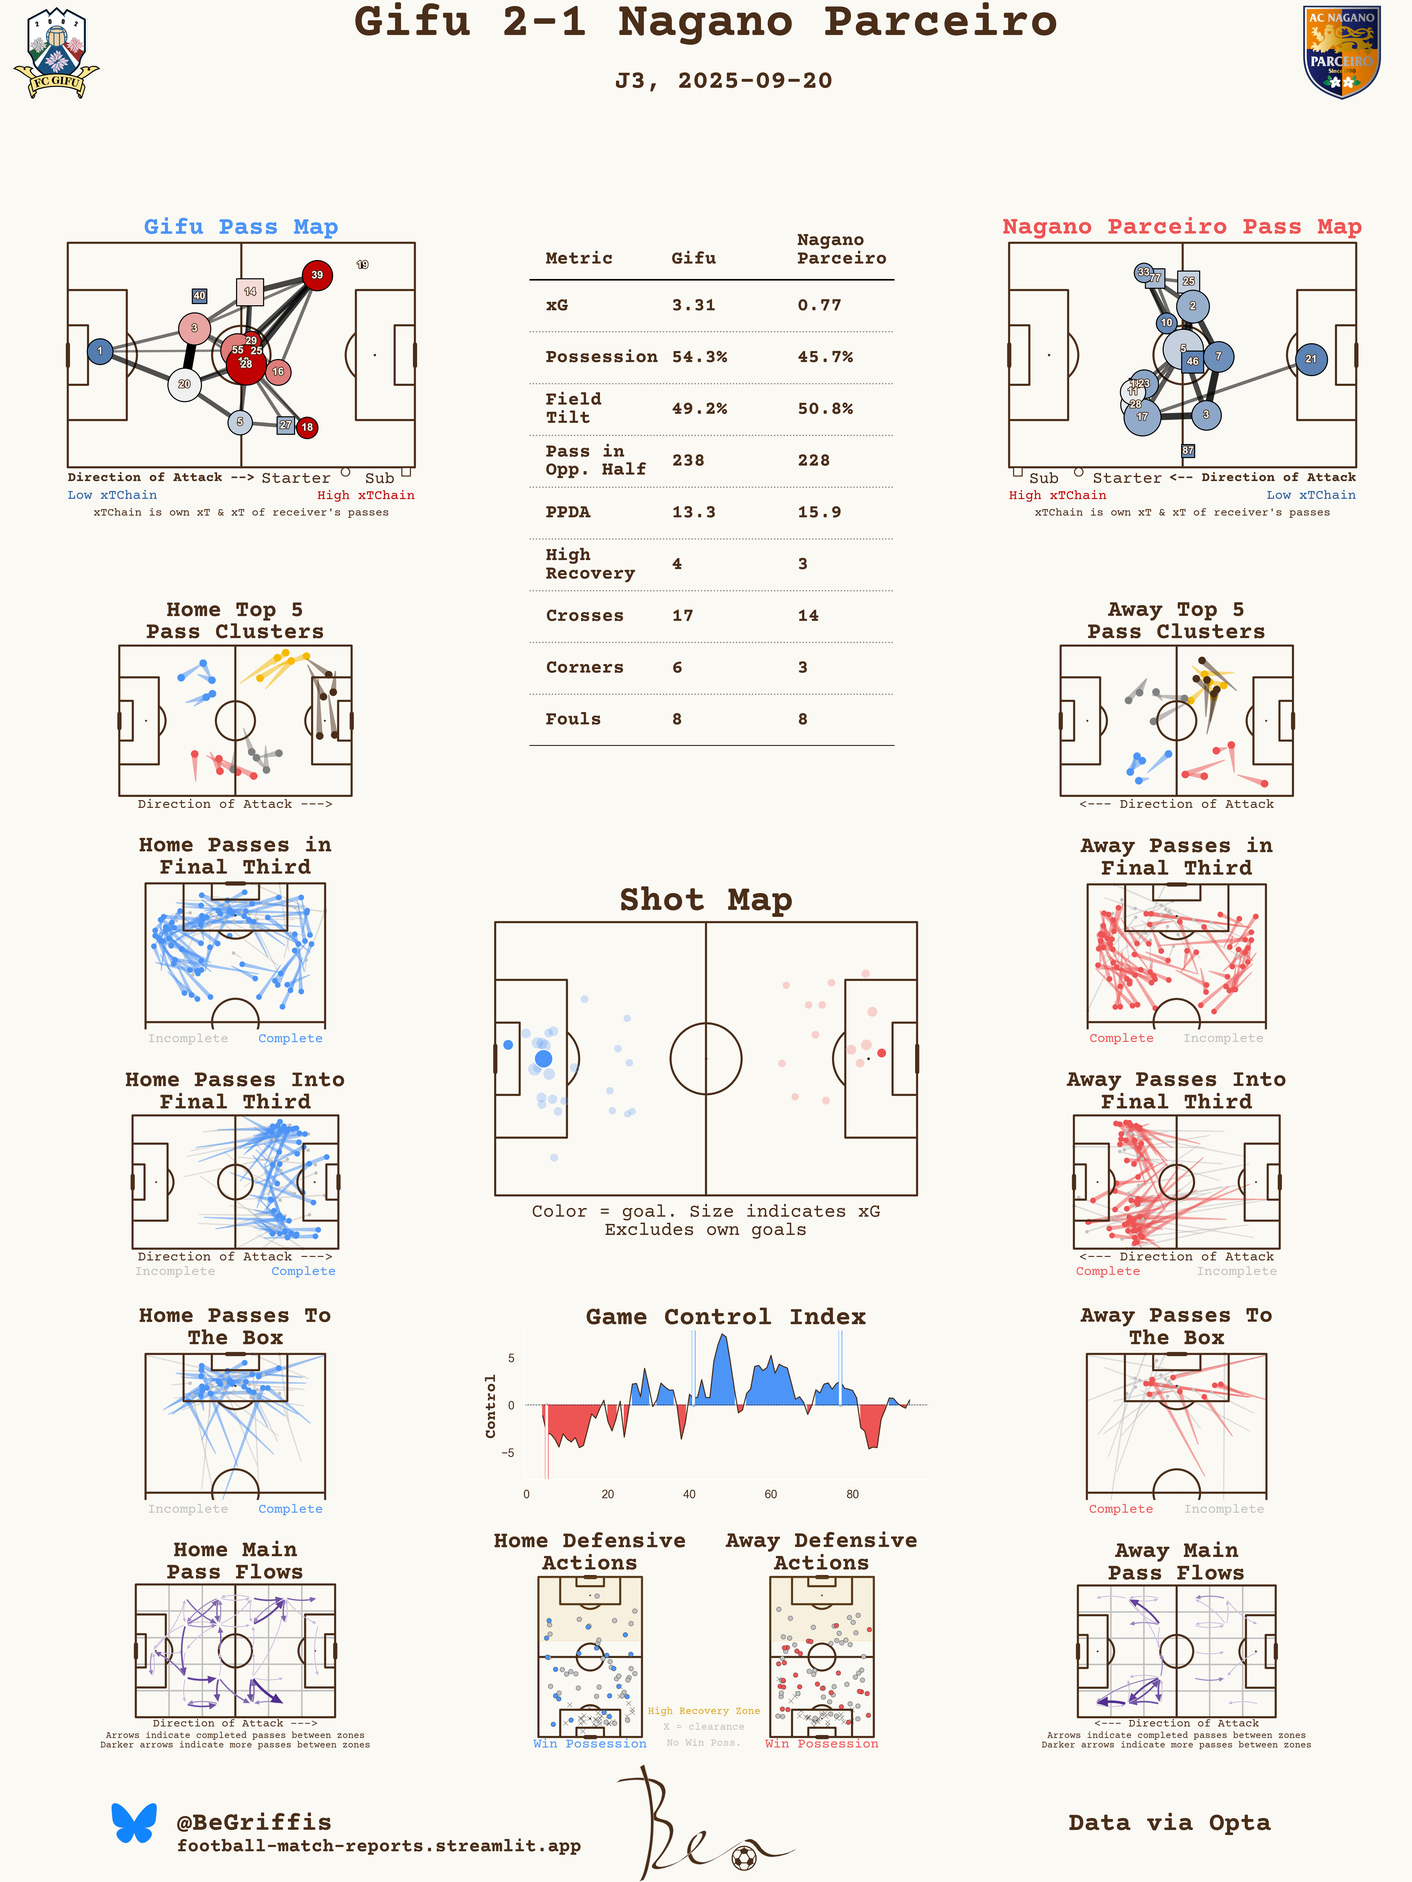 Gifu 2-1 Nagano Parceiro
J3, 2025-09-20
FC GIFU
AC NAGANO
PARCEIRO
Gifu Pass Map
39
19
40
14
3
29
55
25
1
28
16
20
5
27
18
Direction of Attack --> Starter Sub
Low xTChain High xTChain
xTChain is own xT & xT of receiver's passes
Metric Gifu Nagano
Parceiro
xG 3.31 0.77
Possession 54.3% 45.7%
Field
Tilt 49.2% 50.8%
Pass in
Opp. Half 238 228
PPDA 13.3 15.9
High
Recovery 4 3
Crosses 17 14
Corners 6 3
Fouls 8 8
Nagano Parceiro Pass Map
33
77
25
2
10
5
46
7
21
23
11
28
17
3
87
Sub Starter <-- Direction of Attack
High xTChain Low xTChain
xTChain is own xT & xT of receiver's passes
Home Top 5
Pass Clusters
Direction of Attack --->
Away Top 5
Pass Clusters
<--- Direction of Attack
Home Passes in
Final Third
Incomplete Complete
Away Passes in
Final Third
Complete Incomplete
Shot Map
Color = goal. Size indicates xG
Excludes own goals
Home Passes Into
Final Third
Direction of Attack --->
Incomplete Complete
Away Passes Into
Final Third
<--- Direction of Attack
Complete Incomplete
Home Passes To
The Box
Incomplete Complete
Game Control Index
Control
5
0
−5
0 20 40 60 80
Away Passes To
The Box
Complete Incomplete
Home Main
Pass Flows
Direction of Attack --->
Arrows indicate completed passes between zones
Darker arrows indicate more passes between zones
Home Defensive
Actions
Win Possession
High Recovery Zone
X = clearance
No Win Poss.
Away Defensive
Actions
Win Possession
Away Main
Pass Flows
<--- Direction of Attack
Arrows indicate completed passes between zones
Darker arrows indicate more passes between zones
@BeGriffis
football-match-reports.streamlit.app
Ben
Data via Opta